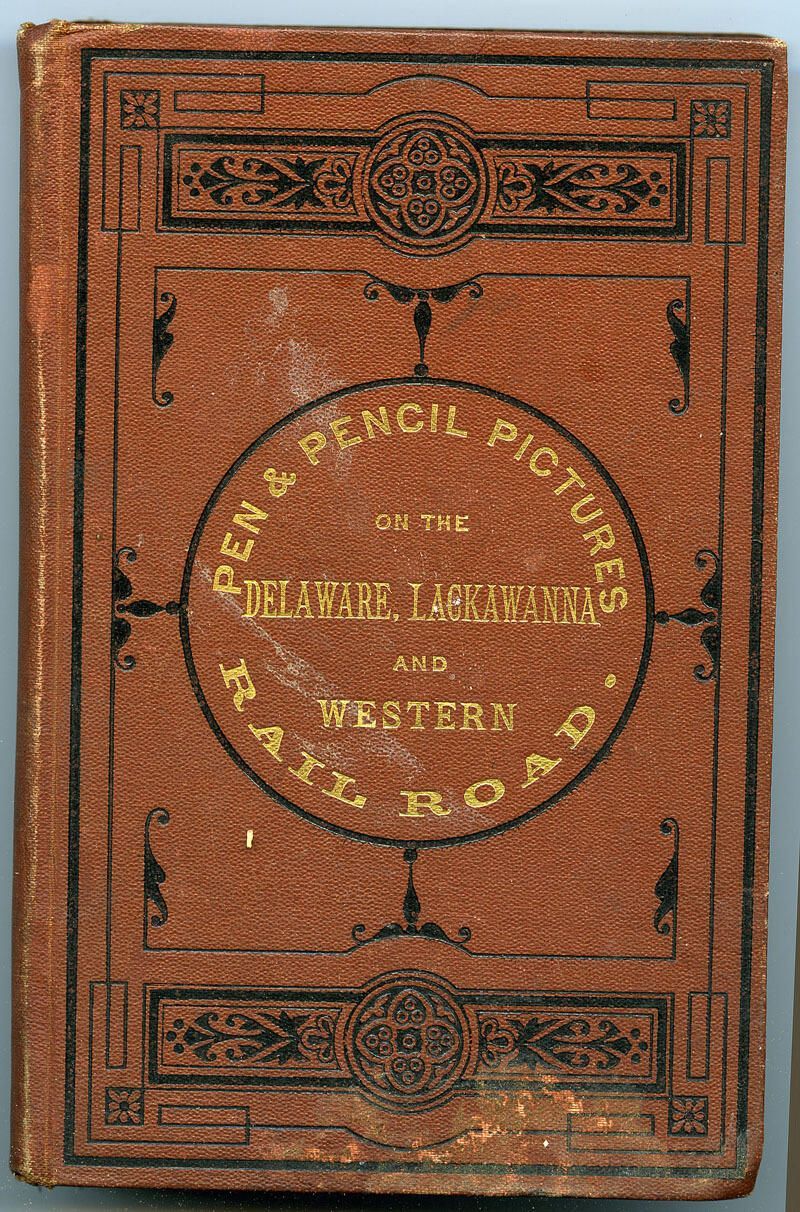 PEN & PENCIL PICTURES
ON THE
DELAWARE, LACKAWANNA
AND
WESTERN
RAIL ROAD.